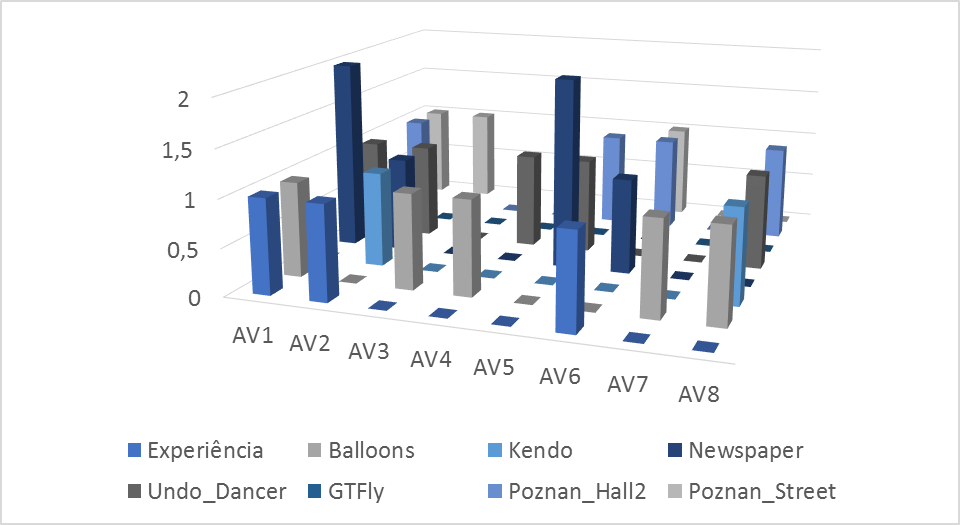 2
1,5
1
0,5
0
AV1
AV2
AV3
AV4
AV5
AV6
AV7
AV8
Experiência Balloons Kendo Newspaper
Undo_Dancer GTFly Poznan_Hall2 Poznan_Street